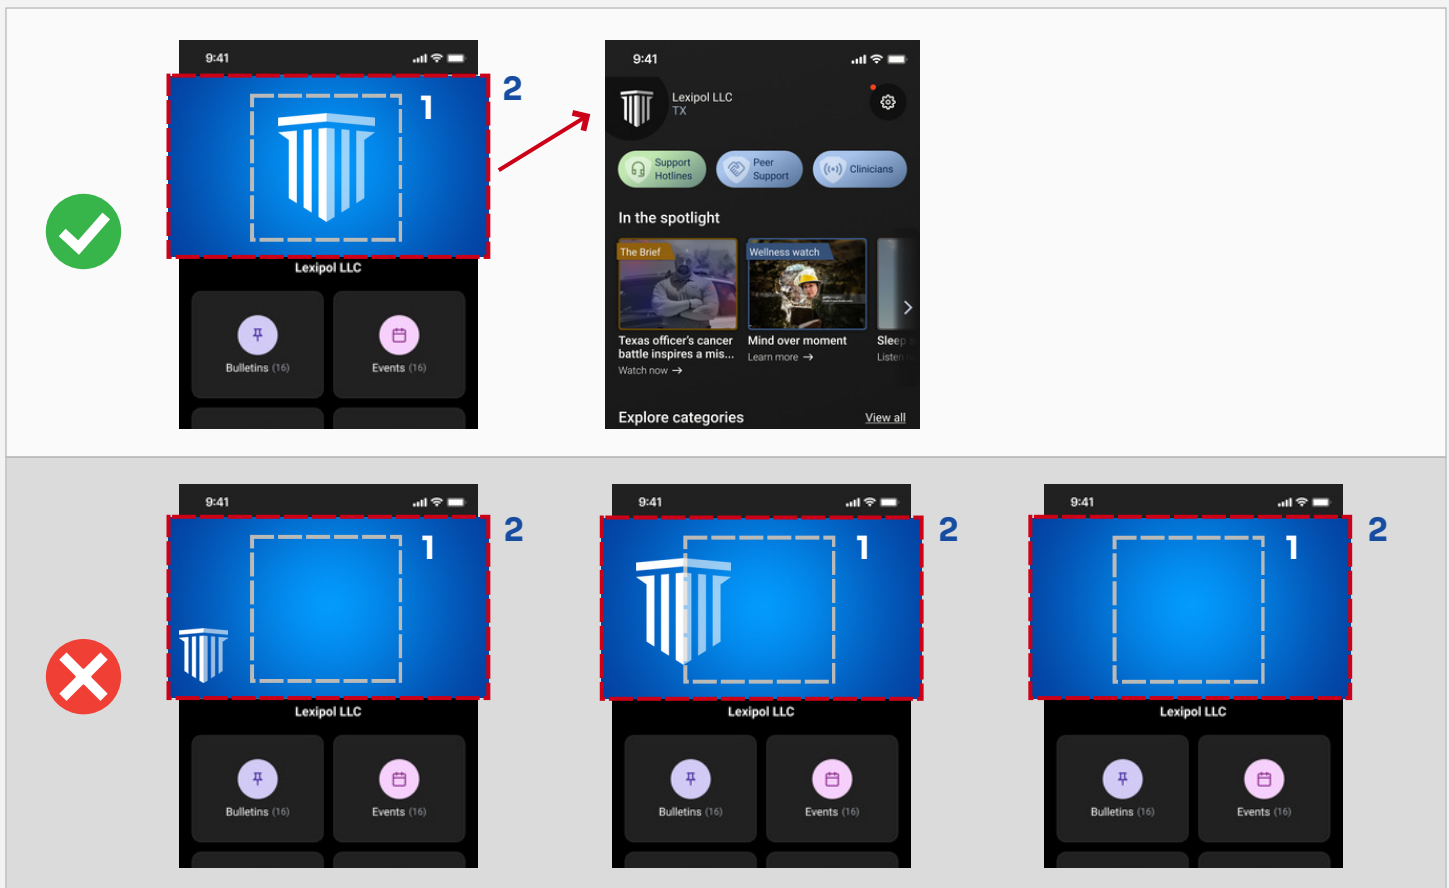 9:41
1
2
Lexipol LLC
Bulletins (16)
Events (16)
9:41
Lexipol LLC
TX
Support
Hotlines
Peer
Support
Clinicians
In the spotlight
The Brief
Wellness watch
Texas officer's cancer
battle inspires a mis...
Watch now →
Mind over moment
Learn more →
Sleep
Listen
Explore categories
View all
9:41
1
2
Lexipol LLC
Bulletins (16)
Events (16)
9:41
1
2
Lexipol LLC
Bulletins (16)
Events (16)
9:41
1
2
Lexipol LLC
Bulletins (16)
Events (16)